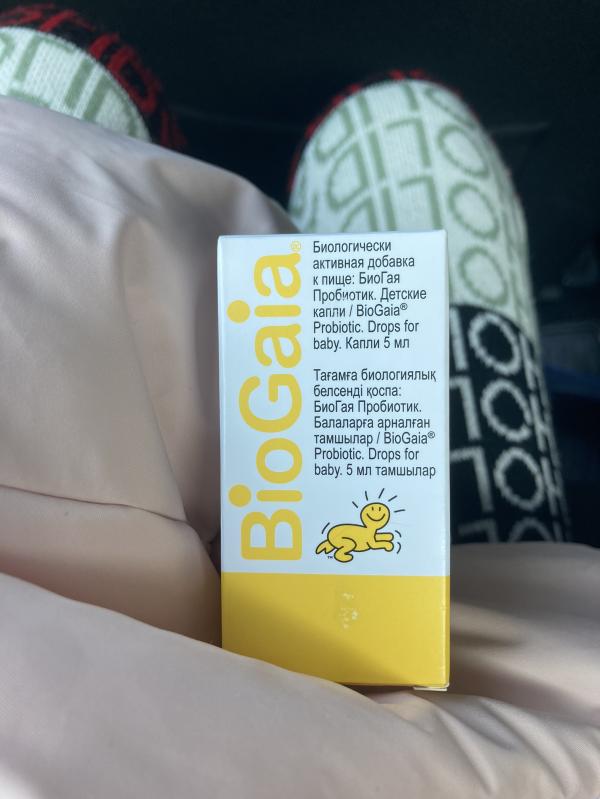 BioGaia®
Биологически
активная добавка
к пище: БиоГая
Пробиотик. Детские
капли / BioGaia®
Probiotic. Drops for
baby. Капли 5 мл
Тағамға биологиялық
белсенді қоспа:
БиоГая Пробиотик.
Балаларға арналған
тамшылар / BioGaia®
Probiotic. Drops for
baby. 5 мл тамшылар
™